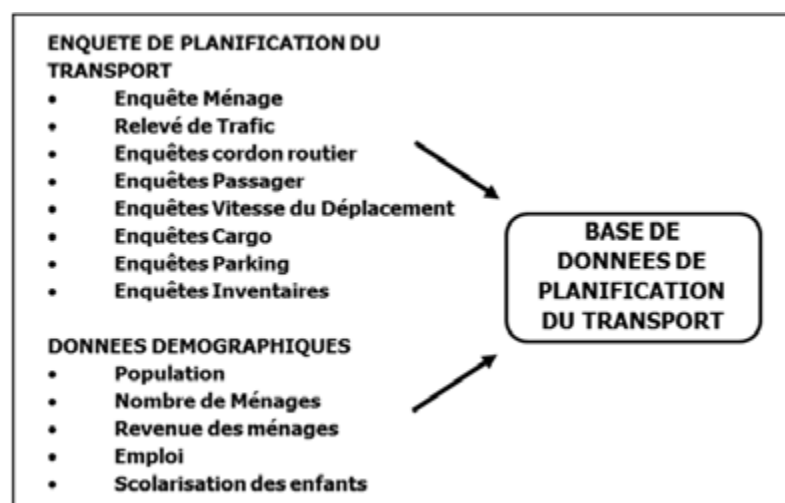 ENQUETE DE PLANIFICATION DU
TRANSPORT
• Enquête Ménage
• Relevé de Trafic
• Enquêtes cordon routier
• Enquêtes Passager
• Enquêtes Vitesse du Déplacement
• Enquêtes Cargo
• Enquêtes Parking
• Enquêtes Inventaires
DONNEES DEMOGRAPHIQUES
• Population
• Nombre de Ménages
• Revenue des ménages
• Emploi
• Scolarisation des enfants
BASE DE
DONNEES DE
PLANIFICATION
DU TRANSPORT